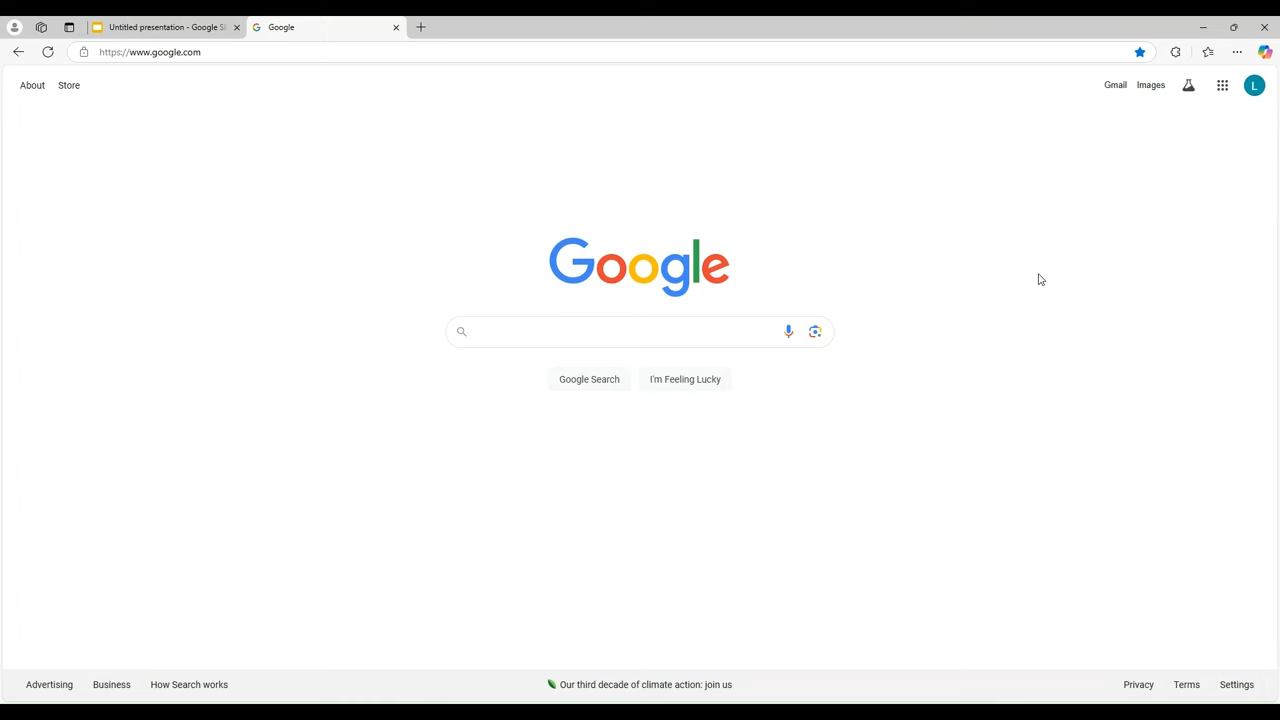 Untitled presentation - Google Sl
Google
https://www.google.com
About Store
Gmail Images
L
Google
Google Search I'm Feeling Lucky
Advertising Business How Search works
Our third decade of climate action: join us
Privacy Terms Settings